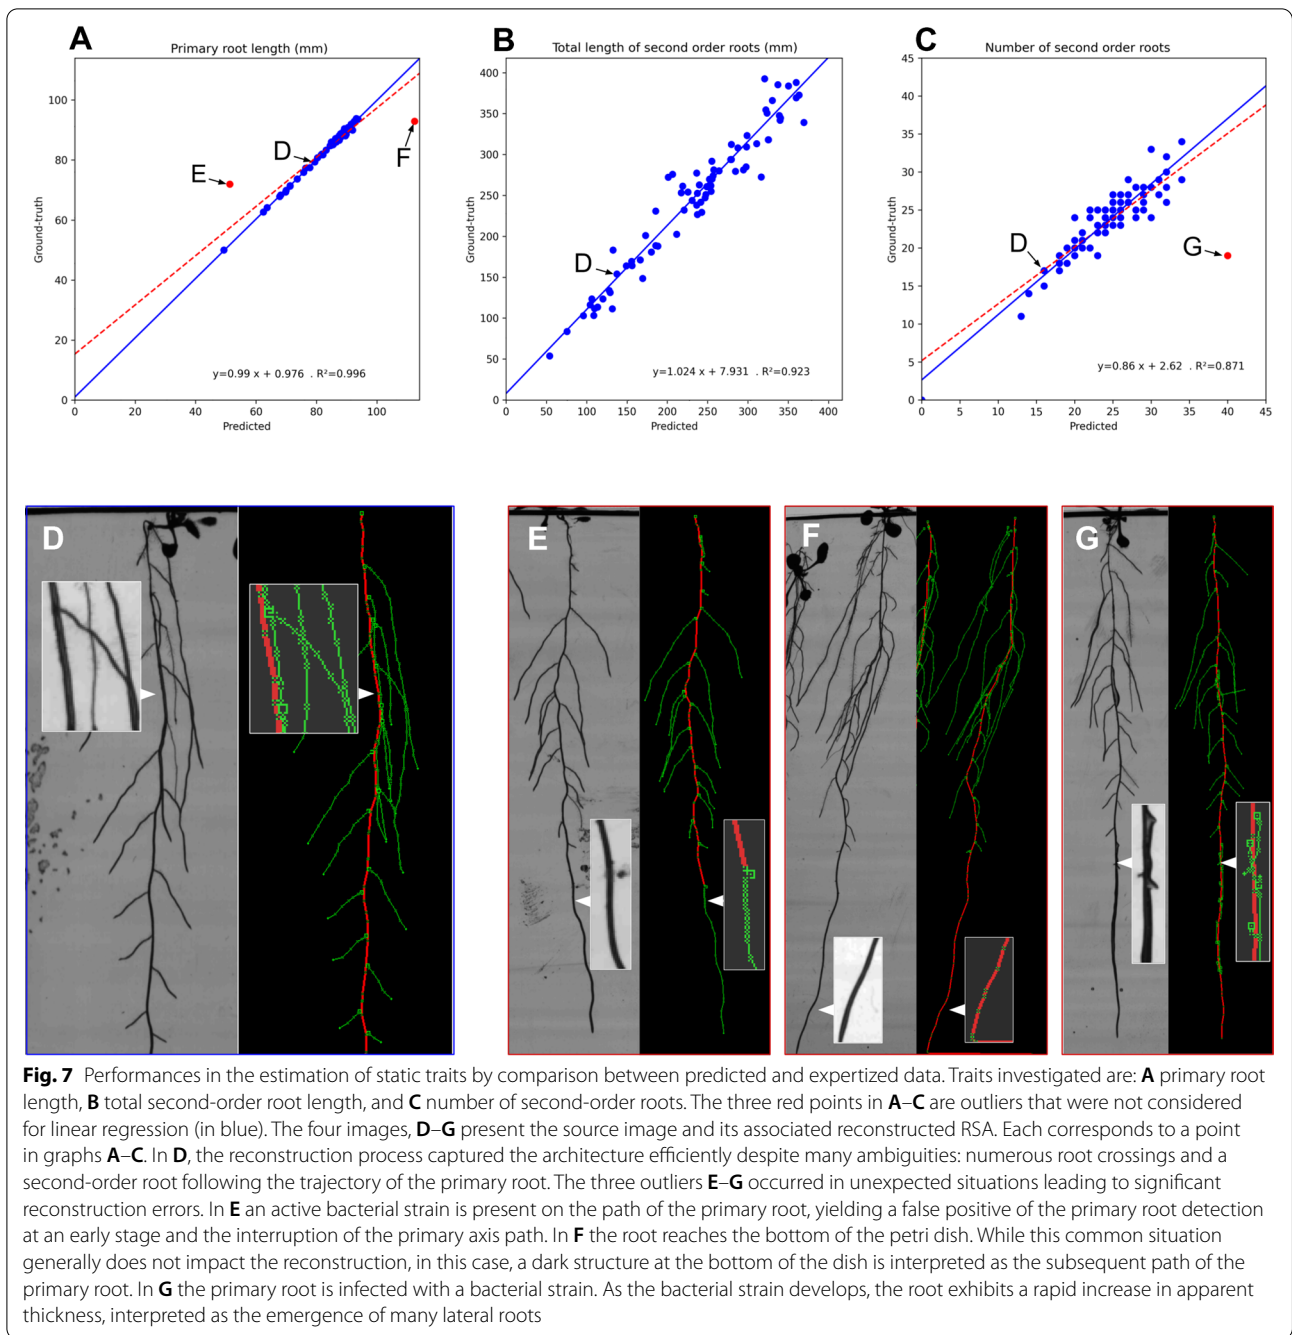 A
Primary root length (mm)
100
80
60
40
20
0
Ground-truth
D
E
F
y=0.99 x + 0.976 . R²=0.996
0
40
60
80
100
Predicted
B
Total length of second order roots (mm)
400
350
300
250
200
150
100
50
0
Ground-truth
D
y=1.024 x + 7.931 . R²=0.923
0
50
100
150
200
250
300
350
400
Predicted
C
Number of second order roots
45
40
35
30
25
20
15
10
5
0
Ground-truth
D
G
y=0.86 x + 2.62 . R²=0.871
0
5
10
15
20
25
30
35
40
45
Predicted
D
E
F
G
Fig. 7 Performances in the estimation of static traits by comparison between predicted and expertized data. Traits investigated are: A primary root
length, B total second-order root length, and C number of second-order roots. The three red points in A–C are outliers that were not considered
for linear regression (in blue). The four images, D–G present the source image and its associated reconstructed RSA. Each corresponds to a point
in graphs A–C. In D, the reconstruction process captured the architecture efficiently despite many ambiguities: numerous root crossings and a
second-order root following the trajectory of the primary root. The three outliers E–G occurred in unexpected situations leading to significant
reconstruction errors. In E an active bacterial strain is present on the path of the primary root, yielding a false positive of the primary root detection
at an early stage and the interruption of the primary axis path. In F the root reaches the bottom of the petri dish. While this common situation
generally does not impact the reconstruction, in this case, a dark structure at the bottom of the dish is interpreted as the subsequent path of the
primary root. In G the primary root is infected with a bacterial strain. As the bacterial strain develops, the root exhibits a rapid increase in apparent
thickness, interpreted as the emergence of many lateral roots